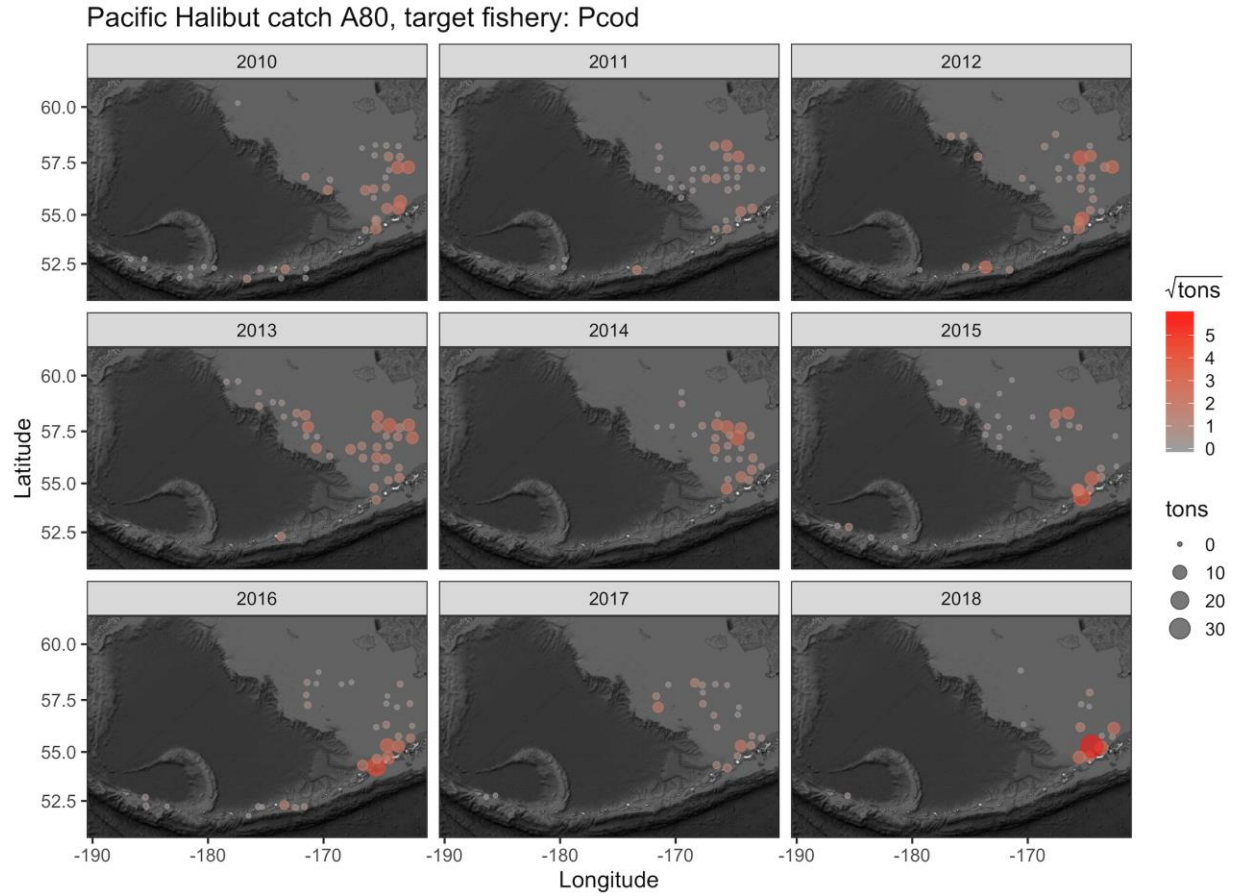 Pacific Halibut catch A80, target fishery: Pcod
2010 2011 2012
60.0
57.5
55.0
52.5
2013 2014 2015
60.0
57.5
55.0
52.5
2016 2017 2018
60.0
57.5
55.0
52.5
-190 -180 -170 -190 -180 -170 -190 -180 -170
Longitude
Latitude
√tons
5
4
3
2
1
0
tons
0
10
20
30